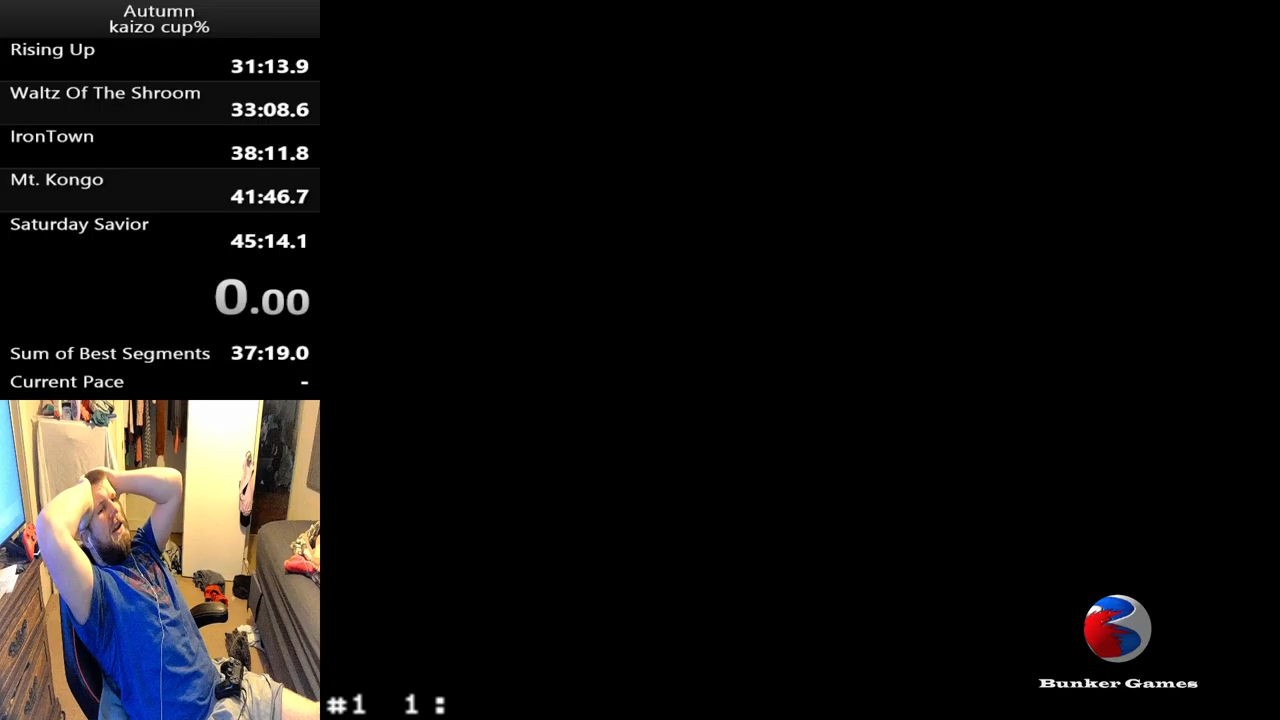 Autumn
kaizo cup%
Rising Up
31:13.9
Waltz Of The Shroom
33:08.6
IronTown
38:11.8
Mt. Kongo
41:46.7
Saturday Savior
45:14.1
0.00
Sum of Best Segments 37:19.0
Current Pace -
Bunker Games
#1 1: